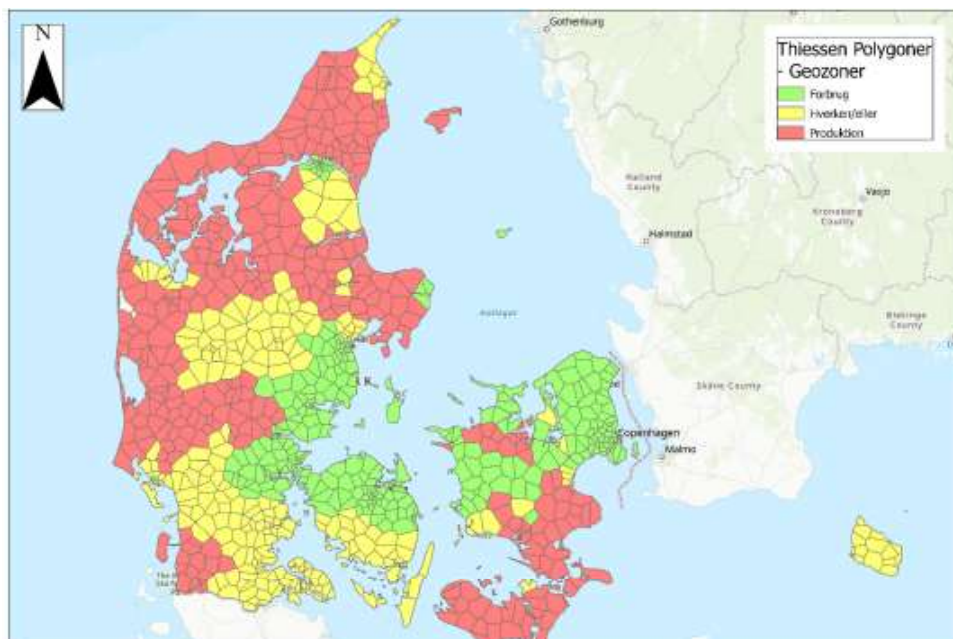 N
Gothenburg
Thiessen Polygoner
- Geozoner
Forbrug
Hverken/eller
Produktion
Halland
County
Vaxjo
Kronoberg
County
Halmstad
Kattegat
Blekinge
County
Skåne County
Copenhagen
Malmo